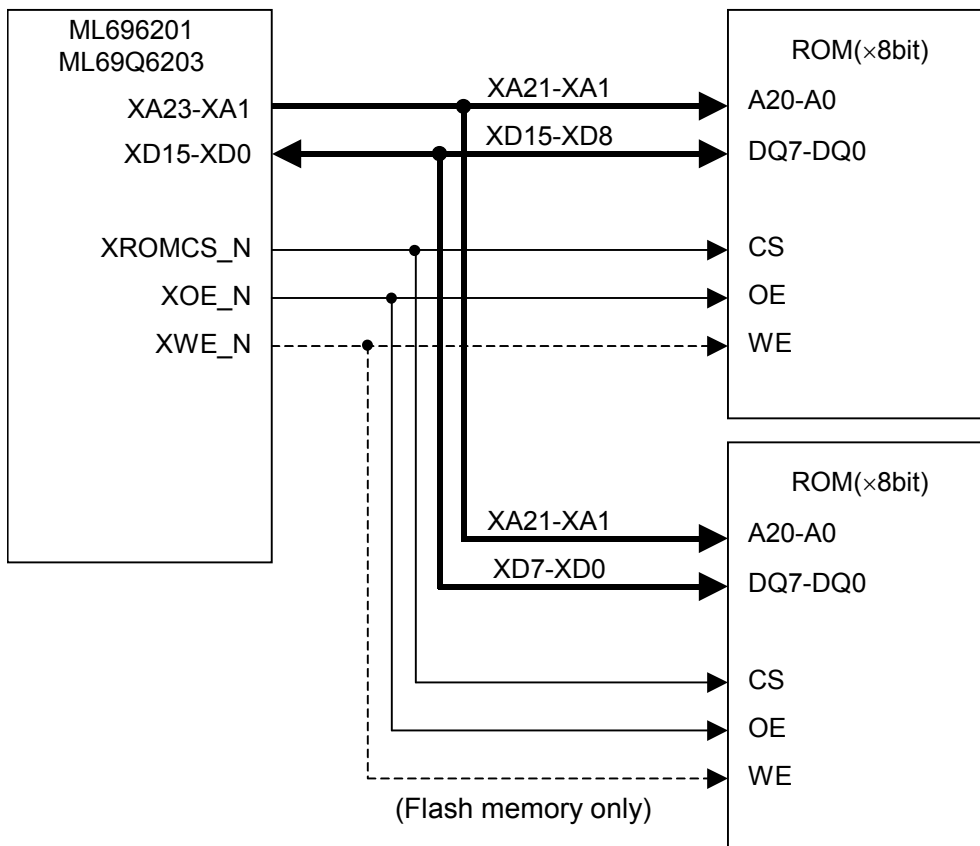 ML696201
ML69Q6203
XA23-XA1
XD15-XD0
XROMCS_N
XOE_N
XWE_N
XA21-XA1
XD15-XD8
ROM(×8bit)
A20-A0
DQ7-DQ0
CS
OE
WE
XA21-XA1
XD7-XD0
(Flash memory only)
ROM(×8bit)
A20-A0
DQ7-DQ0
CS
OE
WE